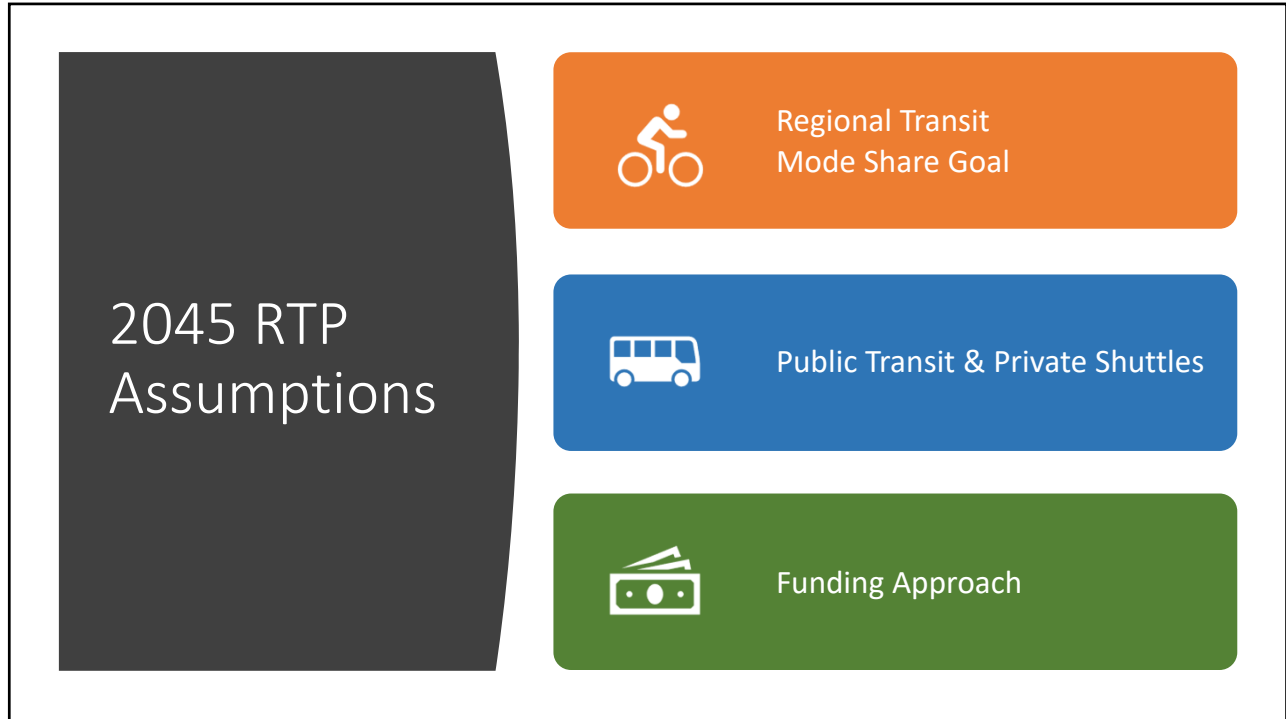 2045 RTP
Assumptions
Regional Transit
Mode Share Goal
Public Transit & Private Shuttles
Funding Approach